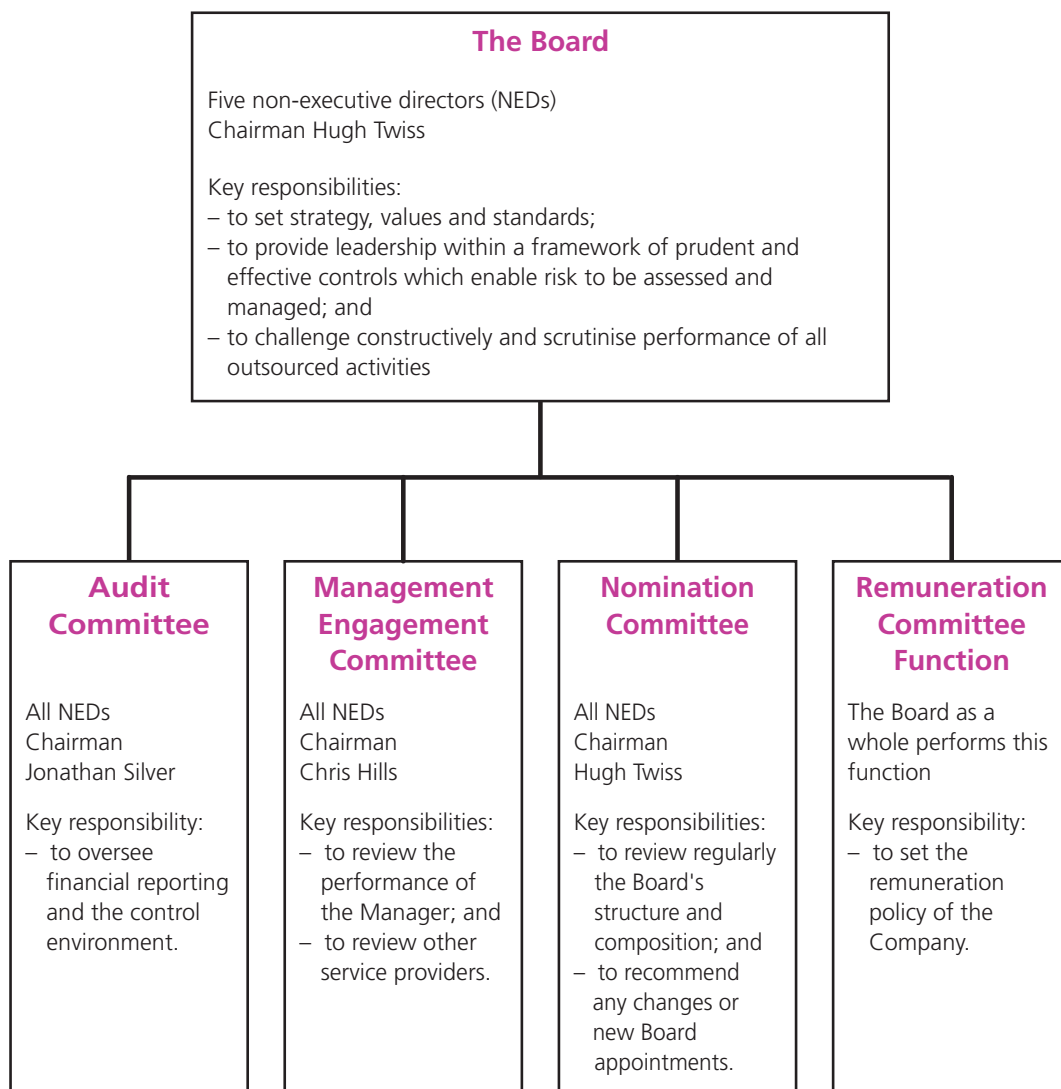 The Board
Five non-executive directors (NEDs)
Chairman Hugh Twiss
Key responsibilities:
– to set strategy, values and standards;
– to provide leadership within a framework of prudent and
effective controls which enable risk to be assessed and
managed; and
– to challenge constructively and scrutinise performance of all
outsourced activities
Audit
Committee
All NEDs
Chairman
Jonathan Silver
Key responsibility:
– to oversee
financial reporting
and the control
environment.
Management
Engagement
Committee
All NEDs
Chairman
Chris Hills
Key responsibilities:
– to review the
performance of
the Manager; and
– to review other
service providers.
Nomination
Committee
All NEDs
Chairman
Hugh Twiss
Key responsibilities:
– to review regularly
the Board's
structure and
composition; and
– to recommend
any changes or
new Board
appointments.
Remuneration
Committee
Function
The Board as a
whole performs this
function
Key responsibility:
– to set the
remuneration
policy of the
Company.